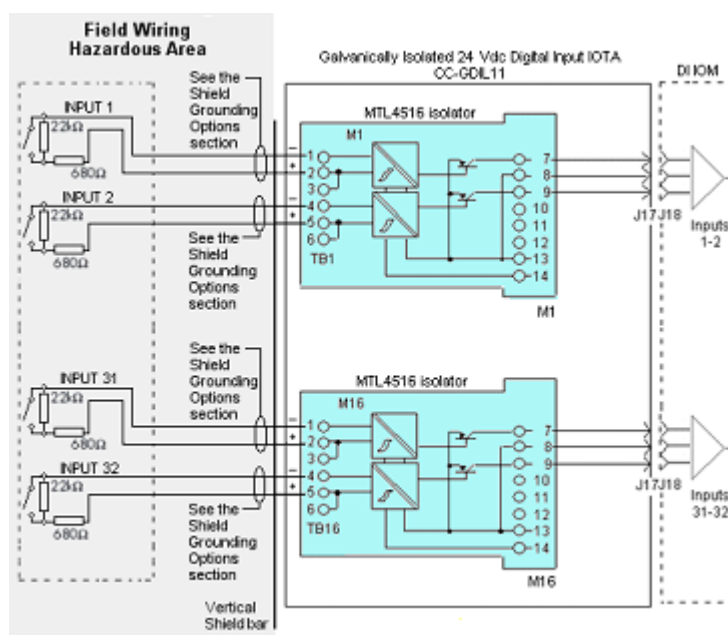 Field Wiring
Hazardous Area
Galvanically Isolated 24 Vdc Digital Input IOTA
CC-GDIL11
DI IOM
See the
Shield
Grounding
Options
section
INPUT 1
22kΩ
680Ω
INPUT 2
22kΩ
680Ω
See the
Shield
Grounding
Options
section
MTL4516 isolator
M1
− 1
+ 2
3
− 4
+ 5
6
TB1
7
8
9
10
11
12
13
14
M1
J17 J18
Inputs
1-2
See the
Shield
Grounding
Options
section
INPUT 31
22kΩ
680Ω
INPUT 32
22kΩ
680Ω
See the
Shield
Grounding
Options
section
MTL4516 isolator
M16
− 1
+ 2
3
− 4
+ 5
6
TB16
7
8
9
10
11
12
13
14
M16
J17 J18
Inputs
31-32
Vertical
Shield bar